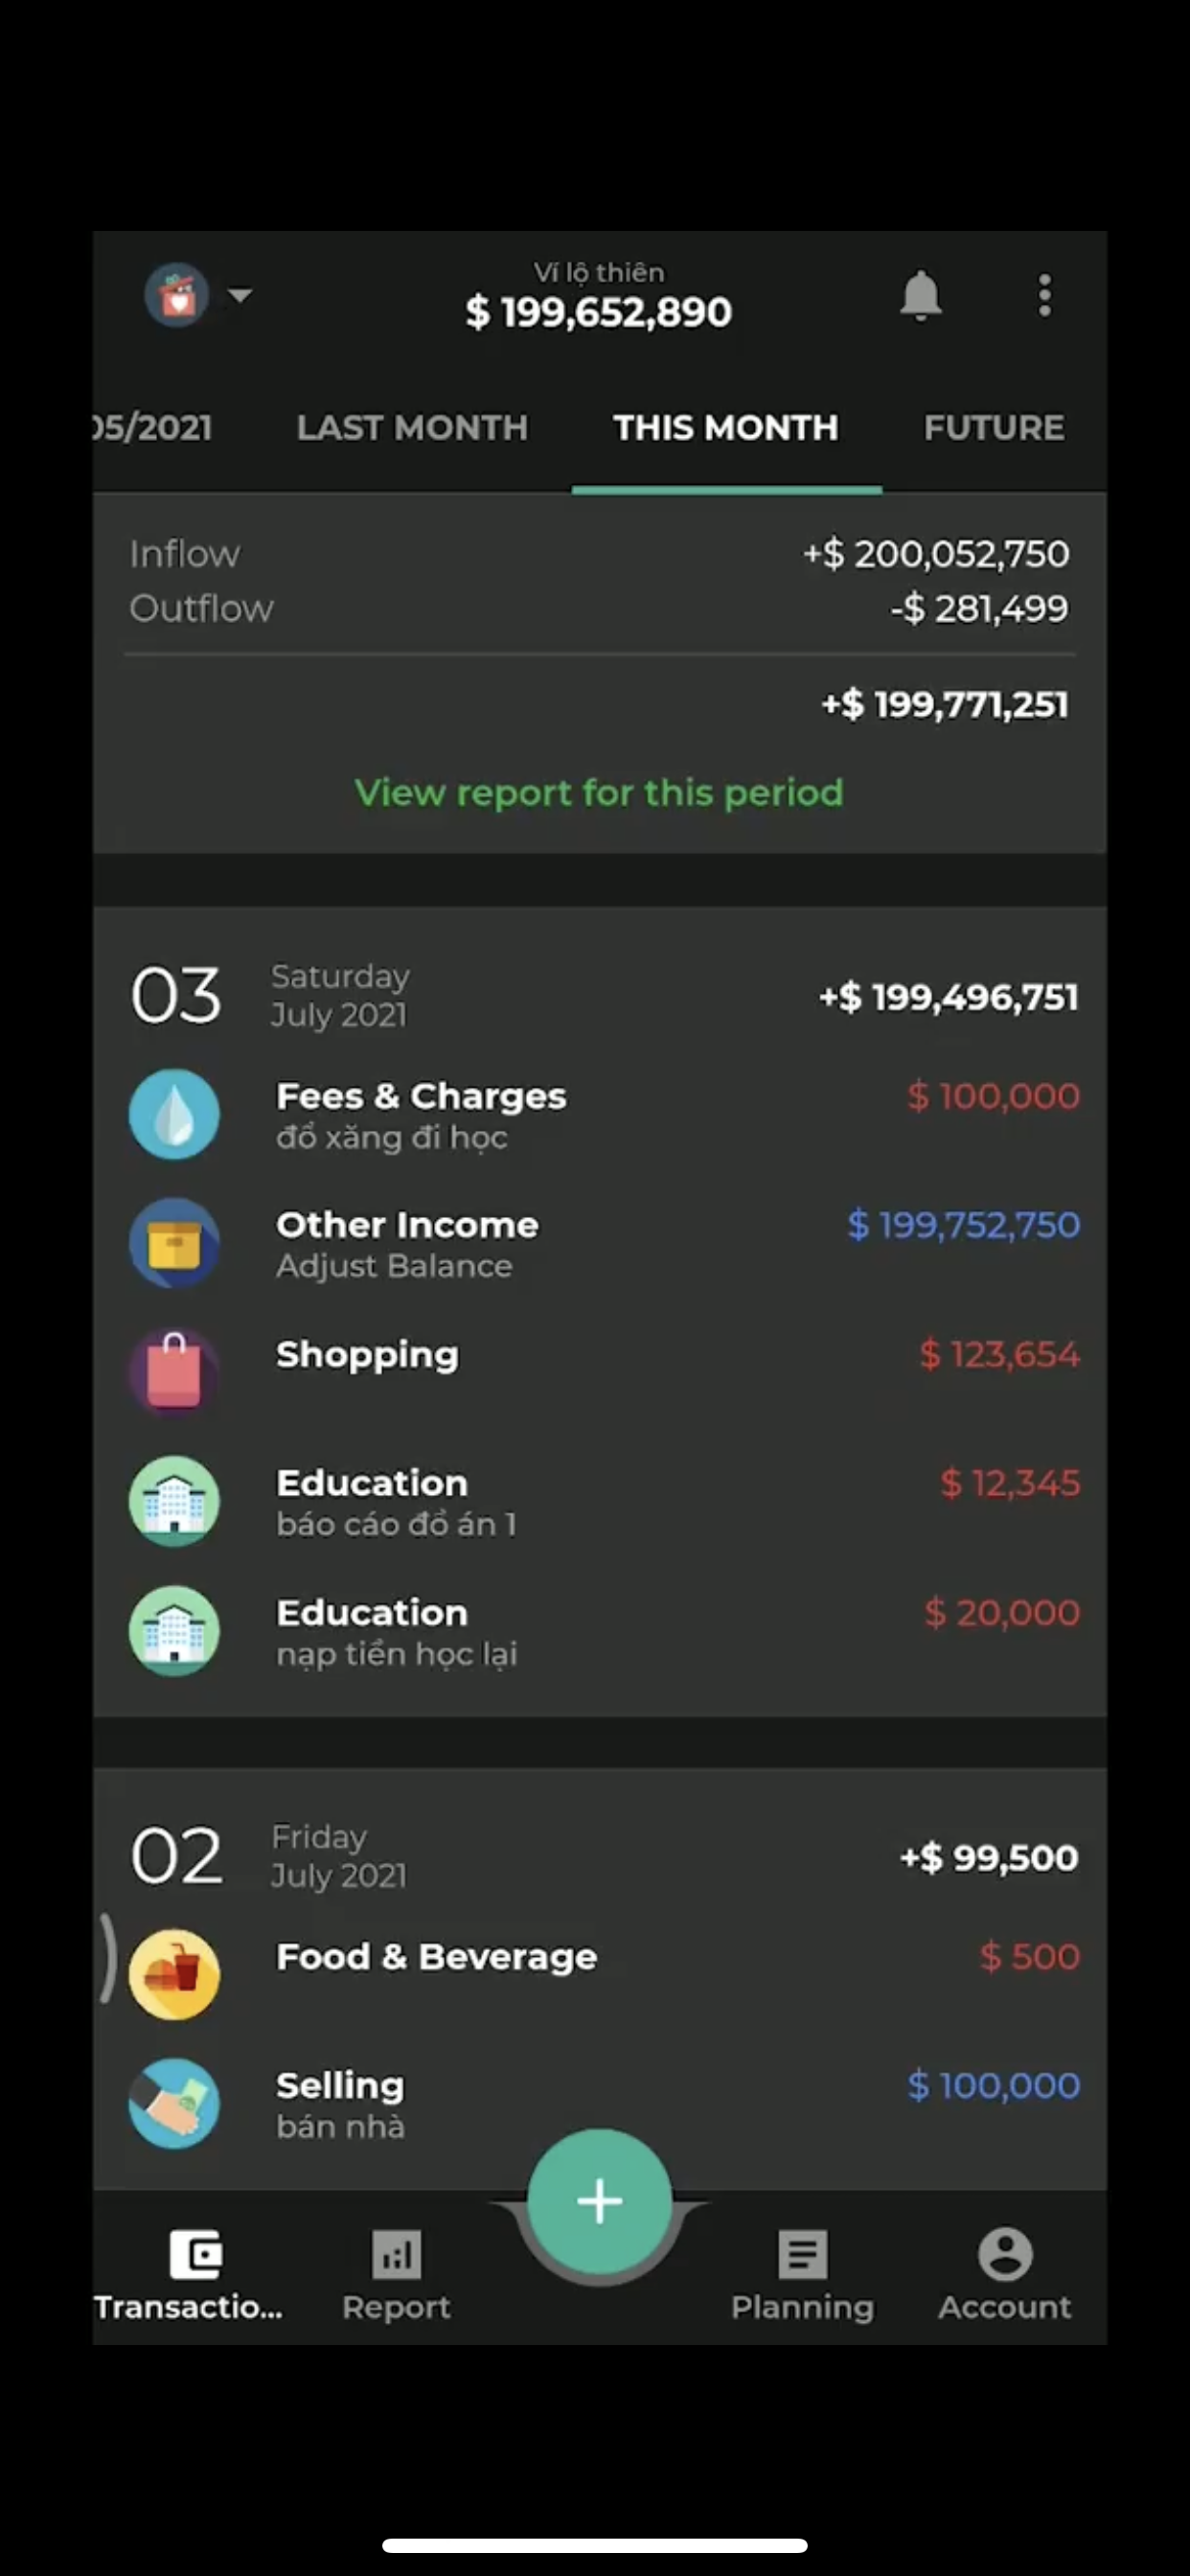 Ví lộ thiên
$ 199,652,890
05/2021 LAST MONTH THIS MONTH FUTURE
Inflow +$ 200,052,750
Outflow -$ 281,499
+$ 199,771,251
View report for this period
03 Saturday
July 2021 +$ 199,496,751
Fees & Charges $ 100,000
đổ xăng đi học
Other Income $ 199,752,750
Adjust Balance
Shopping $ 123,654
Education $ 12,345
báo cáo đồ án 1
Education $ 20,000
nạp tiền học lại
02 Friday
July 2021 +$ 99,500
Food & Beverage $ 500
Selling $ 100,000
bán nhà
Transactio... Report Planning Account